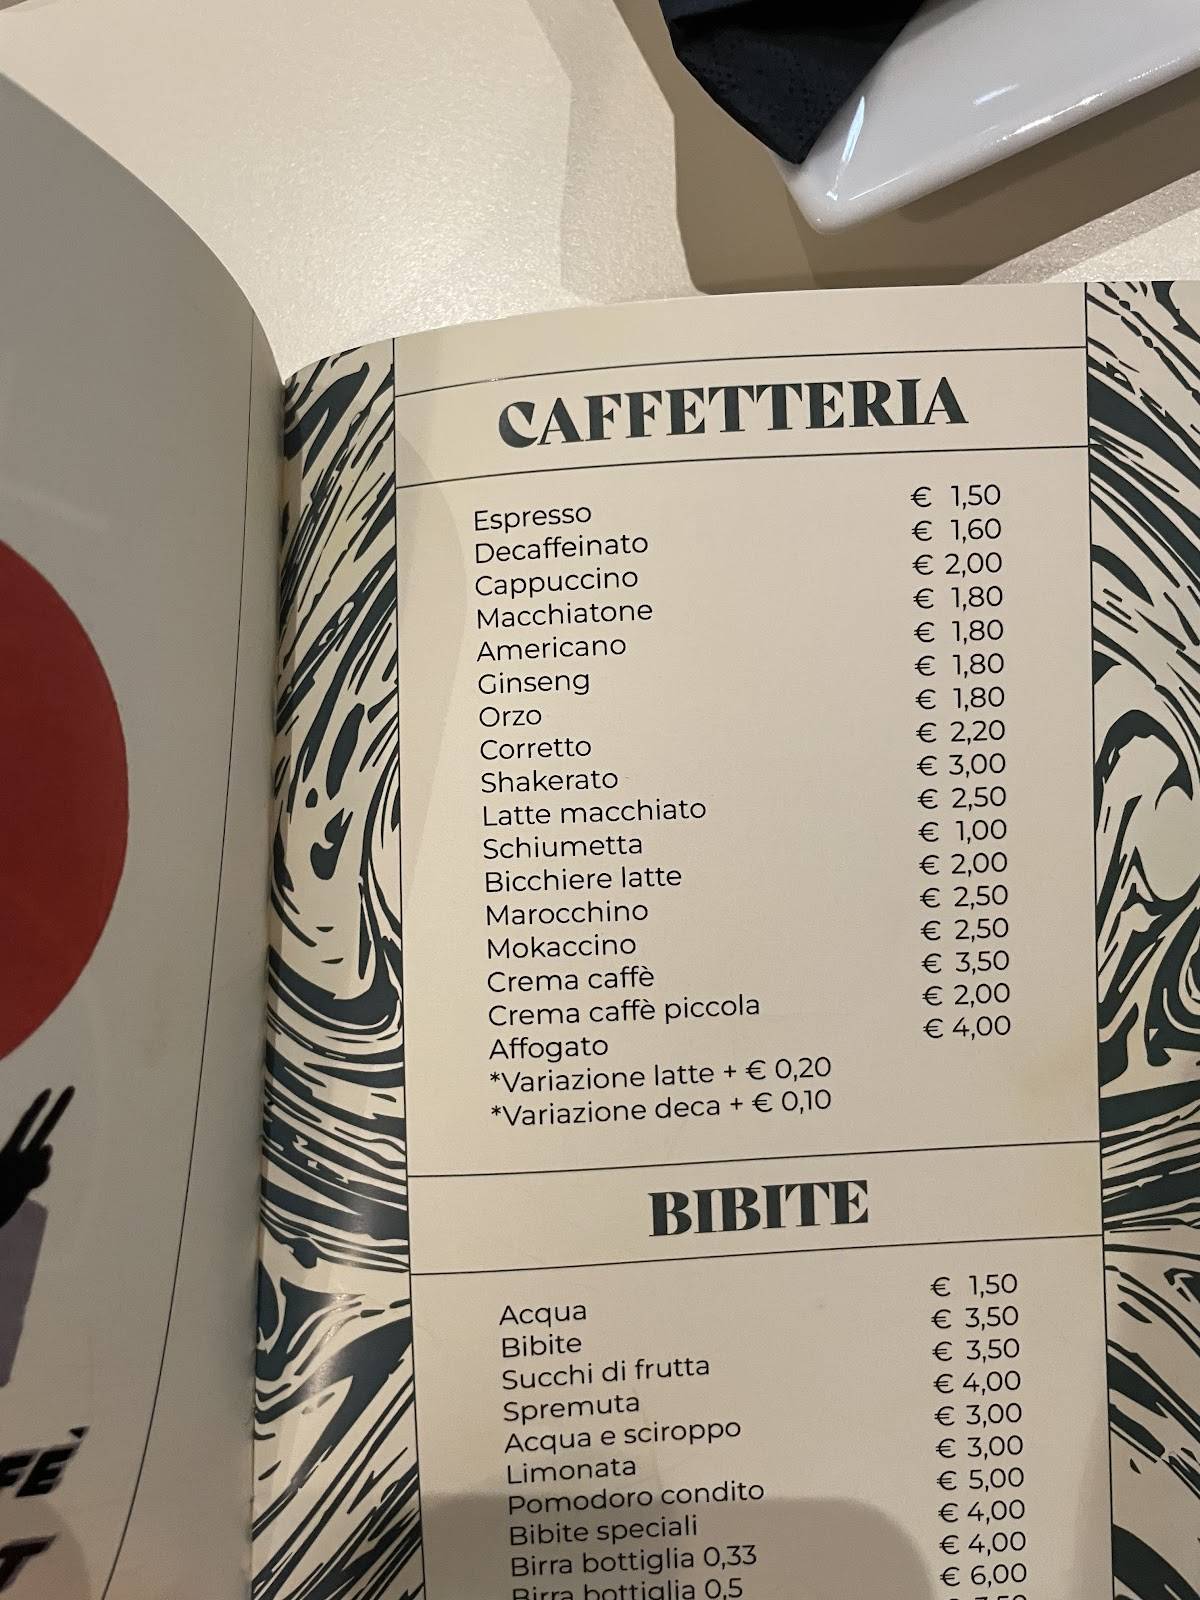 CAFFETTERIA
Espresso € 1,50
Decaffeinato € 1,60
Cappuccino € 2,00
Macchiatone € 1,80
Americano € 1,80
Ginseng € 1,80
Orzo € 1,80
Corretto € 2,20
Shakerato € 3,00
Latte macchiato € 2,50
Schiumetta € 1,00
Bicchiere latte € 2,00
Marocchino € 2,50
Mokaccino € 2,50
Crema caffè € 3,50
Crema caffè piccola € 2,00
Affogato € 4,00
*Variazione latte + € 0,20
*Variazione deca + € 0,10
BIBITE
Acqua € 1,50
Bibite € 3,50
Succhi di frutta € 3,50
Spremuta € 4,00
Acqua e sciroppo € 3,00
Limonata € 3,00
Pomodoro condito € 5,00
Bibite speciali € 4,00
Birra bottiglia 0,33 € 4,00
Birra bottiglia 0,5 € 6,00